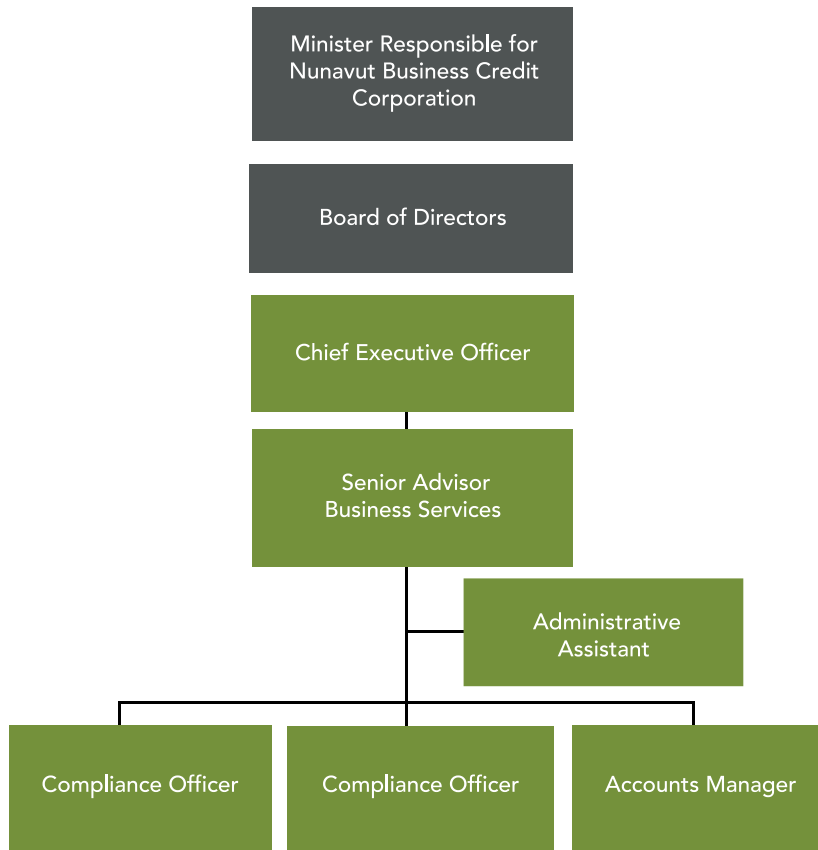 Minister Responsible for
Nunavut Business Credit
Corporation
Board of Directors
Chief Executive Officer
Senior Advisor
Business Services
Administrative
Assistant
Compliance Officer
Compliance Officer
Accounts Manager